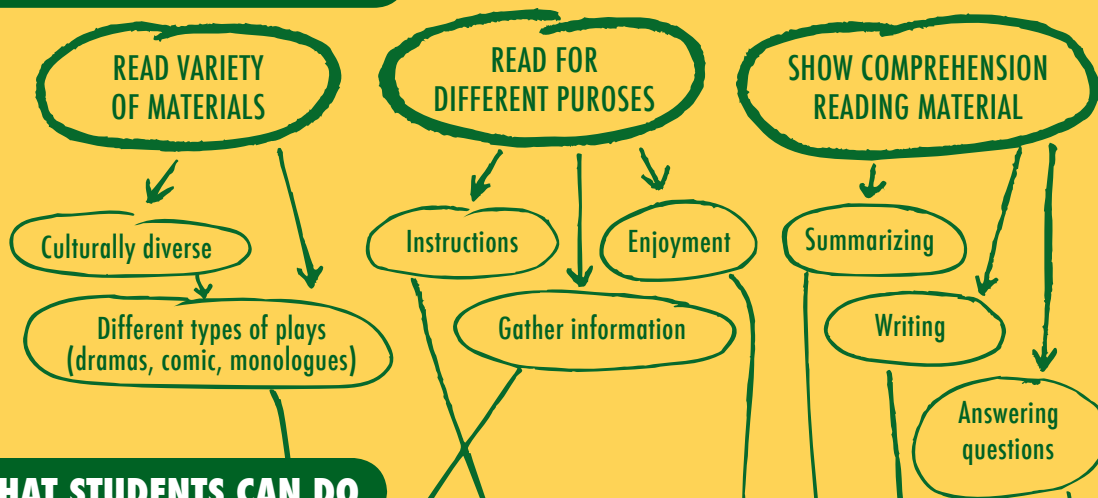 READ VARIETY
OF MATERIALS
READ FOR
DIFFERENT PUROSES
SHOW COMPREHENSION
READING MATERIAL
Culturally diverse
Instructions
Enjoyment
Summarizing
Different types of plays
(dramas, comic, monologues)
Gather information
Writing
Answering
questions
HAT STUDENTS CAN DO